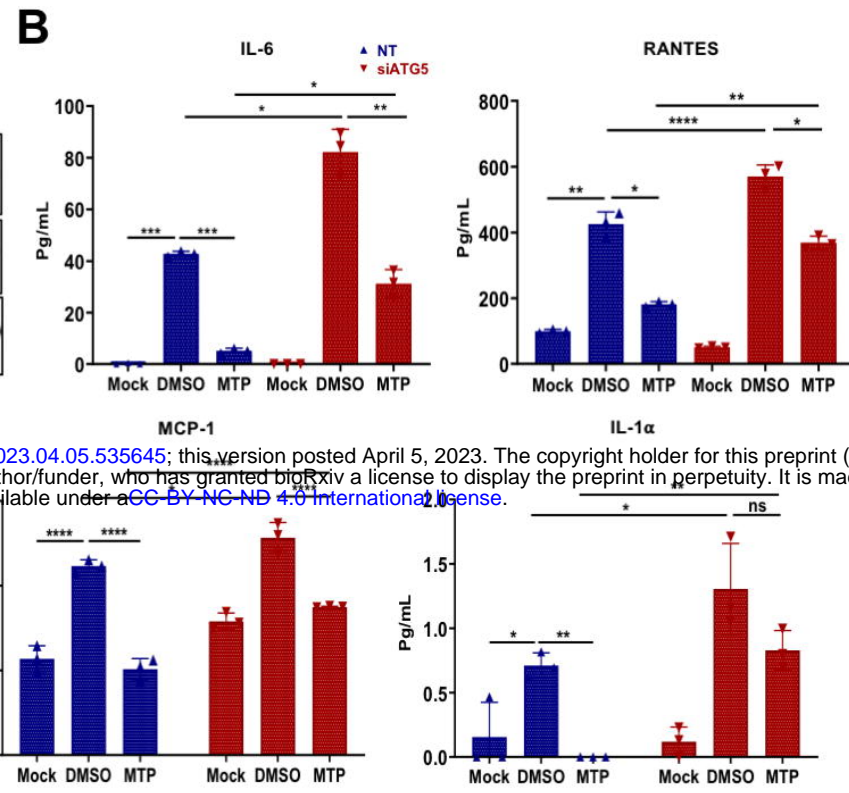 B
IL-6
NT
siATG5
RANTES
*
*
**
***
***
**
****
*
**
*
100
80
60
40
20
0
Pg/mL
800
600
400
200
0
Pg/mL
Mock DMSO MTP Mock DMSO MTP
Mock DMSO MTP Mock DMSO MTP
MCP-1
IL-1α
023.04.05.535645; this version posted April 5, 2023. The copyright holder for this preprint (
thor/funder, who has granted bioRxiv a license to display the preprint in perpetuity. It is ma
ilable under aCC-BY-NC-ND 4.0 International license.
****
*
****
****
****
**
*
ns
*
**
2.0
1.5
1.0
0.5
0.0
Pg/mL
Mock DMSO MTP Mock DMSO MTP
Mock DMSO MTP Mock DMSO MTP